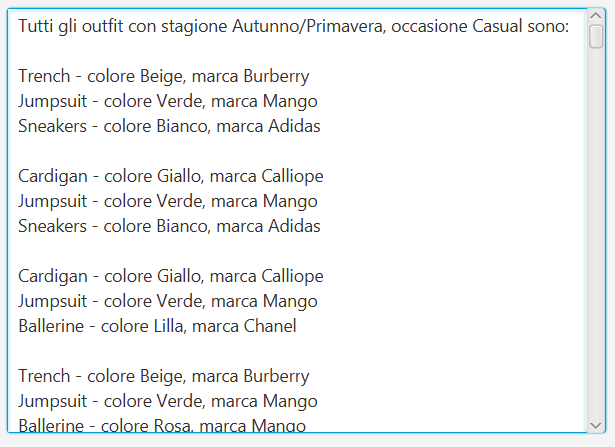 Tutti gli outfit con stagione Autunno/Primavera, occasione Casual sono:
Trench - colore Beige, marca Burberry
Jumpsuit - colore Verde, marca Mango
Sneakers - colore Bianco, marca Adidas
Cardigan - colore Giallo, marca Calliope
Jumpsuit - colore Verde, marca Mango
Sneakers - colore Bianco, marca Adidas
Cardigan - colore Giallo, marca Calliope
Jumpsuit - colore Verde, marca Mango
Ballerine - colore Lilla, marca Chanel
Trench - colore Beige, marca Burberry
Jumpsuit - colore Verde, marca Mango
Ballerine - colore Rosa, marca Mango